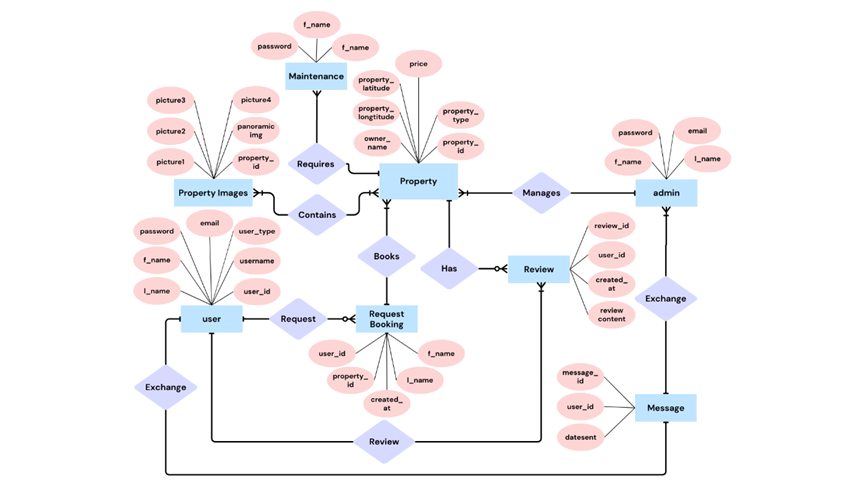 f_name
password
f_name
Maintenance
price
property_
latitude
property_
longtitude
owner_
name
property_
type
property_
id
Property
picture3
picture2
picture1
picture4
panoramic
img
property_
id
Property Images
Requires
Contains
Manages
password
email
f_name
l_name
admin
email
password
f_name
l_name
user_type
username
user_id
user
Books
Has
Review
review_id
user_id
created_
at
review
content
Exchange
Request
Request
Booking
user_id
property_
id
created_
at
l_name
f_name
Exchange
Review
message_
id
user_id
datesent
Message